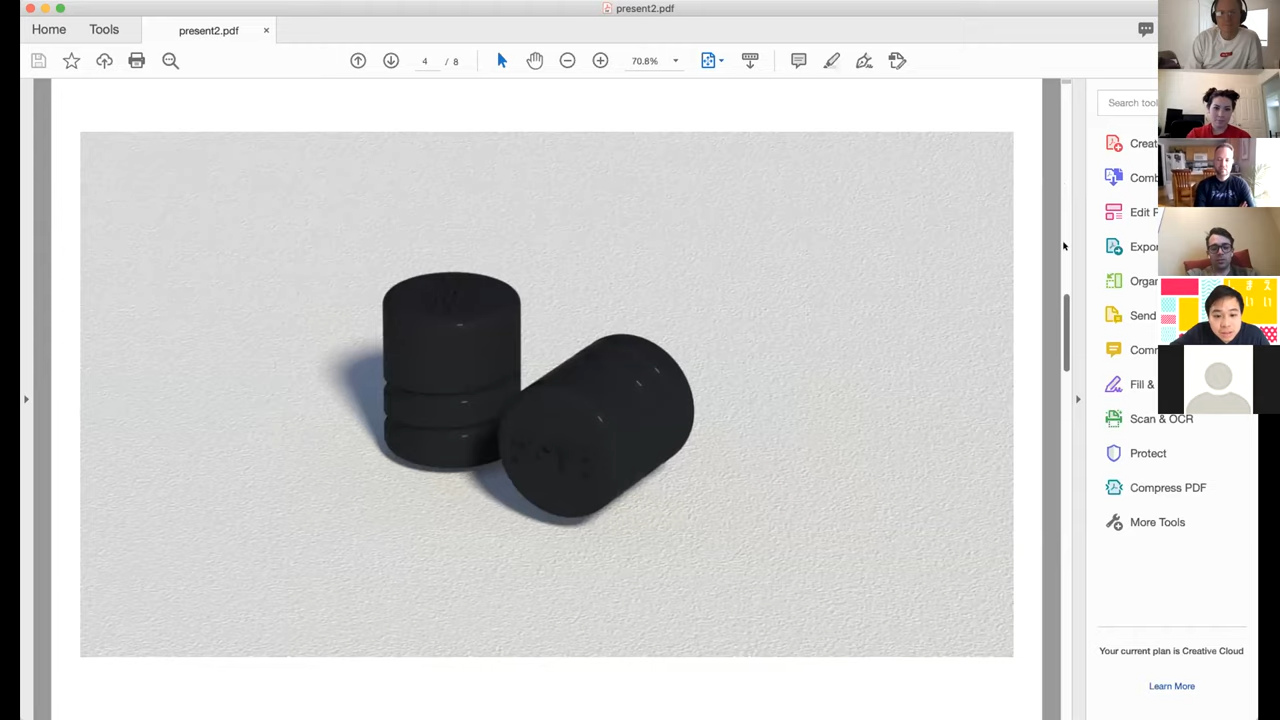 present2.pdf
Home
Tools
present2.pdf
4 / 8
70.8%
Search tool
Creat
Comb
Edit P
Expor
Organ
Send
Comm
Fill &
Scan & OCR
Protect
Compress PDF
More Tools
Your current plan is Creative Cloud
Learn More